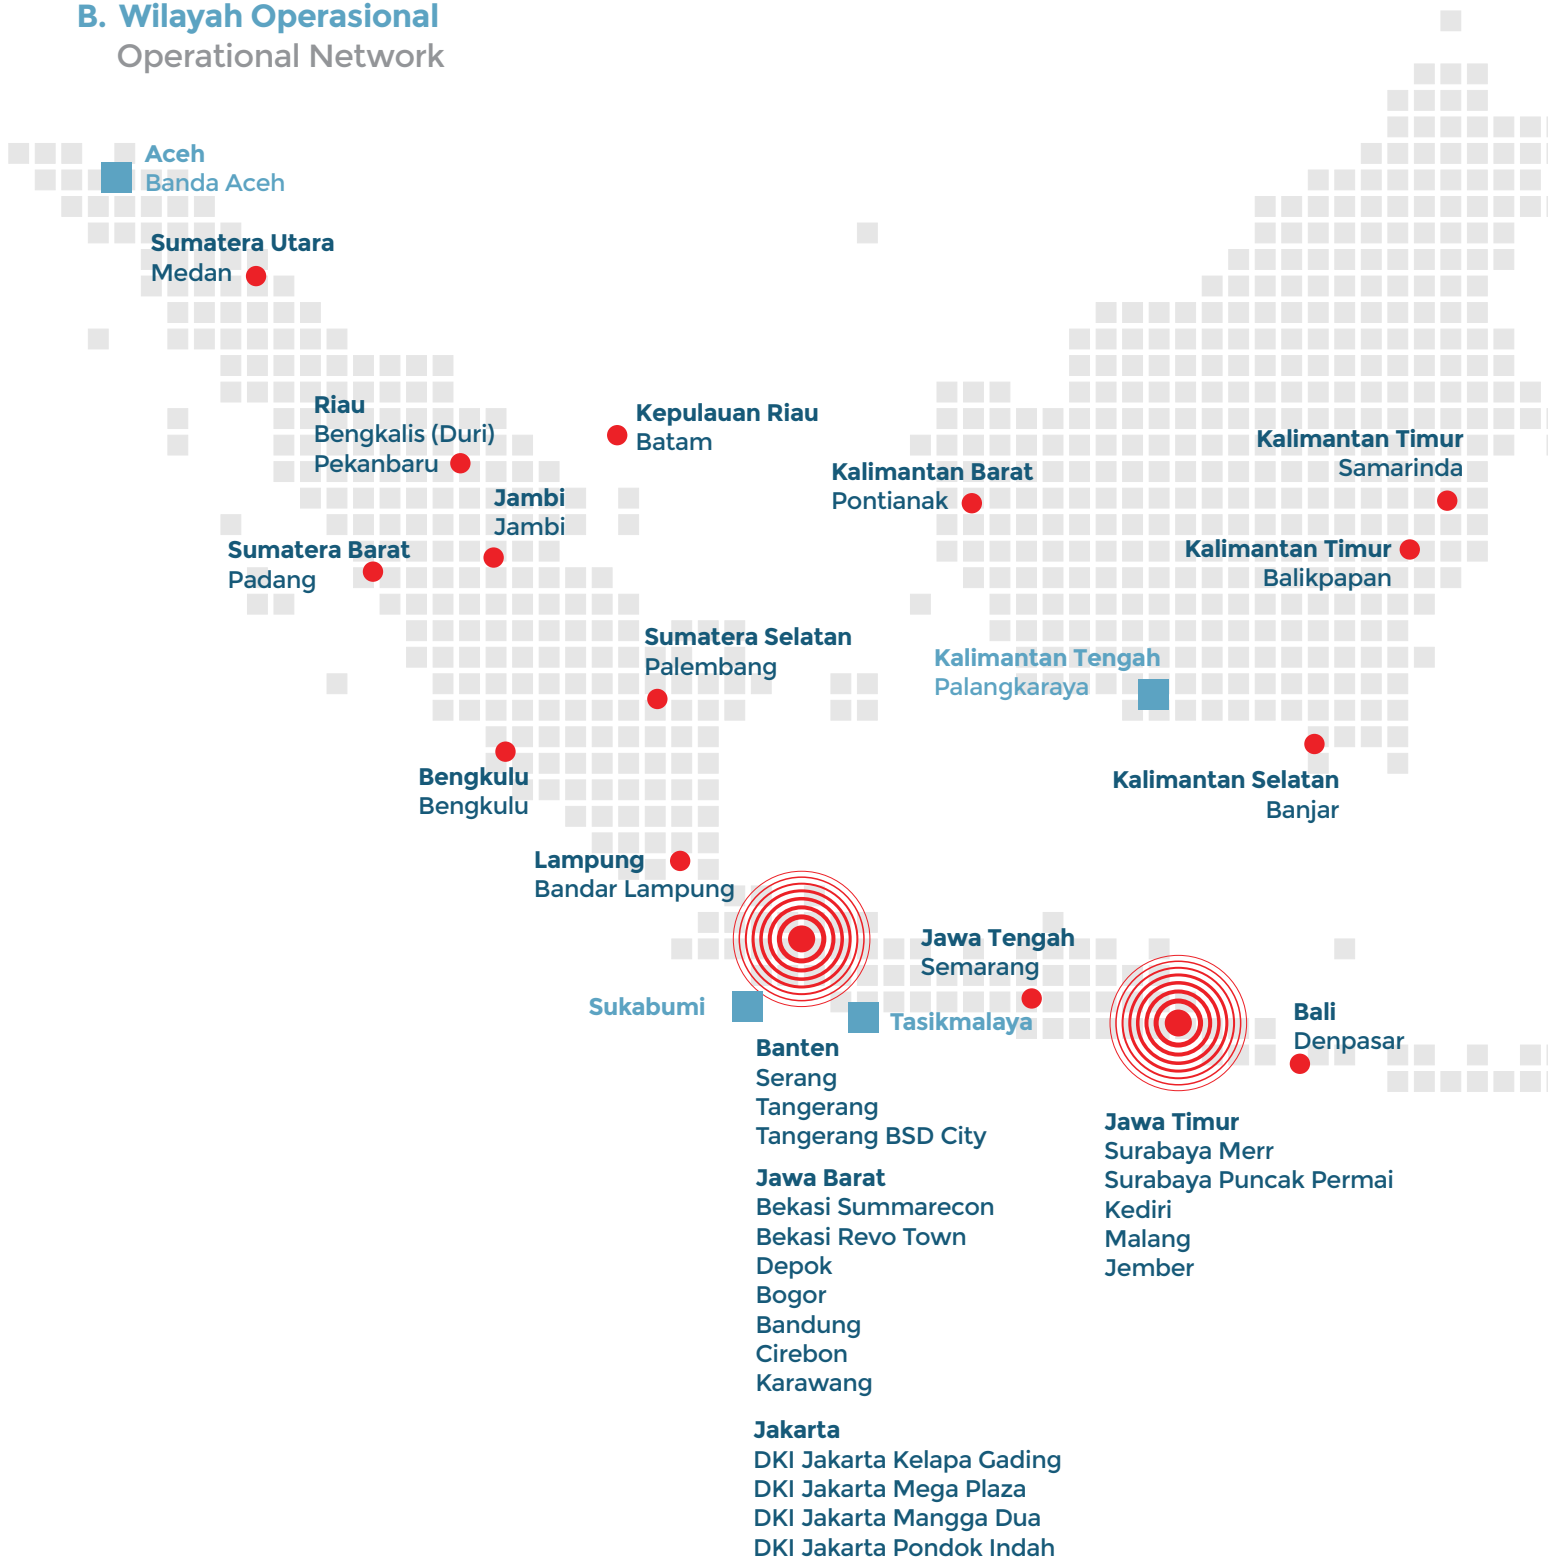 B. Wilayah Operasional
Operational Network
Aceh
Banda Aceh
Sumatera Utara
Medan
Riau
Bengkalis (Duri)
Pekanbaru
Kepulauan Riau
Batam
Jambi
Jambi
Sumatera Barat
Padang
Kalimantan Barat
Pontianak
Kalimantan Timur
Samarinda
Kalimantan Timur
Balikpapan
Sumatera Selatan
Palembang
Kalimantan Tengah
Palangkaraya
Bengkulu
Bengkulu
Kalimantan Selatan
Banjar
Lampung
Bandar Lampung
Jawa Tengah
Semarang
Sukabumi
Tasikmalaya
Bali
Denpasar
Banten
Serang
Tangerang
Tangerang BSD City
Jawa Barat
Bekasi Summarecon
Bekasi Revo Town
Depok
Bogor
Bandung
Cirebon
Karawang
Jawa Timur
Surabaya Merr
Surabaya Puncak Permai
Kediri
Malang
Jember
Jakarta
DKI Jakarta Kelapa Gading
DKI Jakarta Mega Plaza
DKI Jakarta Mangga Dua
DKI Jakarta Pondok Indah